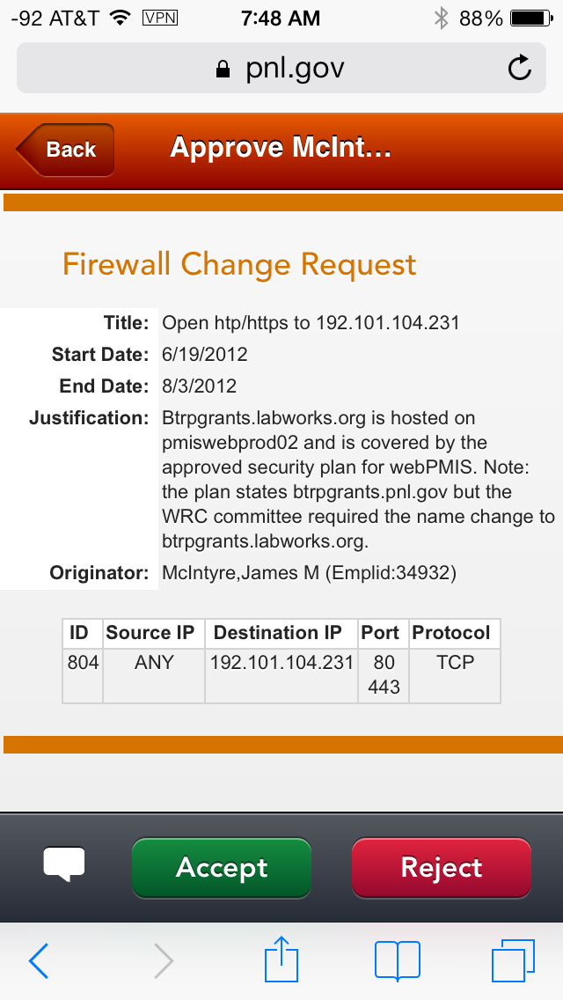 -92 AT&T VPN 7:48 AM 88%
pnl.gov
Back Approve McInt...
Firewall Change Request
Title: Open htp/https to 192.101.104.231
Start Date: 6/19/2012
End Date: 8/3/2012
Justification: Btrpgrants.labworks.org is hosted on
pmiswebprod02 and is covered by the
approved security plan for webPMIS. Note:
the plan states btrpgrants.pnl.gov but the
WRC committee required the name change to
btrpgrants.labworks.org.
Originator: McIntyre,James M (Emplid:34932)
ID Source IP Destination IP Port Protocol
804 ANY 192.101.104.231 80 TCP
443
Accept Reject